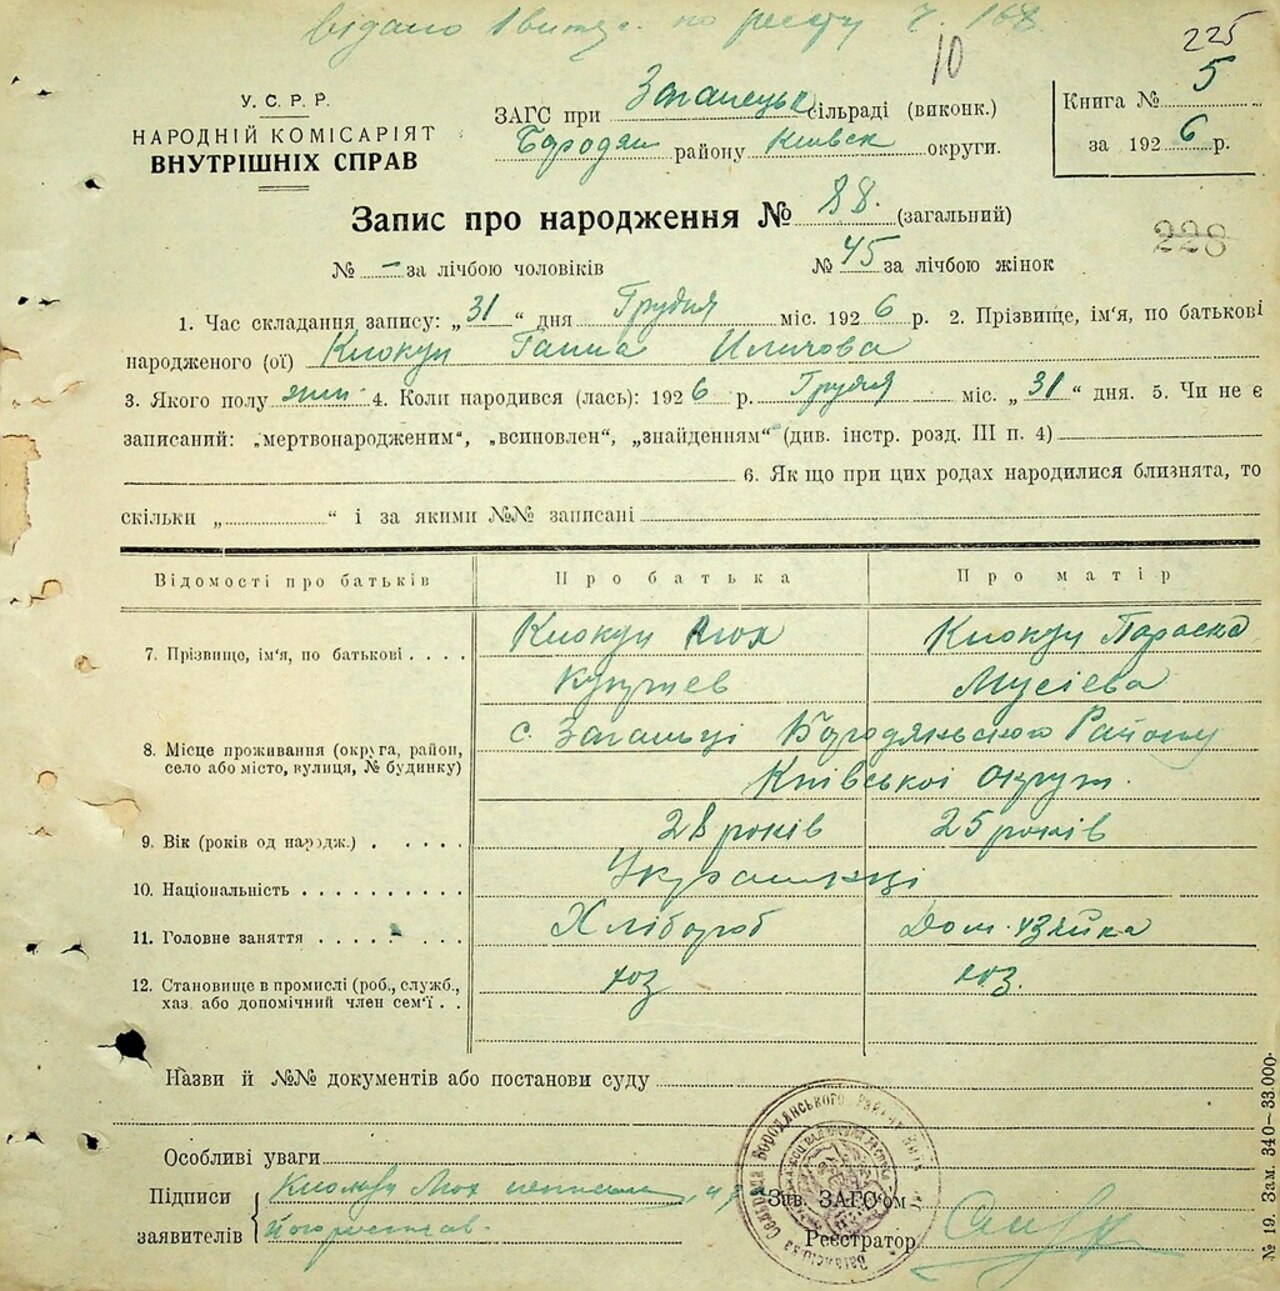 Відано 1 витяг. по реєстру Ч. 168.
225
10
У. С. Р. Р.
НАРОДНІЙ КОМІСАРІЯТ
ВНУТРІШНІХ СПРАВ
ЗАГС при Загалецьк сільраді (виконк.)
Бородян району Київськ округи.
Книга № 5
за 1926 р.
Запис про народження № 88. (загальний)
228
№ – за лічбою чоловіків № 45 за лічбою жінок
1. Час складання запису: „31“ дня Грудня міс. 1926 р. 2. Прізвище, ім'я, по батькові
народженого (ої) Клокун Ганна
3. Якого полу жін 4. Коли народився (лась): 1926 р. Грудня міс. „31“ дня. 5. Чи не є
записаний: „мертвонародженим“, „всиновлен“, „знайденням“ (див. інстр. розд. III п. 4)
6. Як що при цих родах народилися близнята, то
скільки „ “ і за якими №№ записані
Відомості про батьків Про батька Про матір
7. Прізвище, ім'я, по батькові . . . . Клокун Клокун Параска
Мусієва
8. Місце проживання (округа, район, село або місто, вулиця, № будинку) с. Загальці Бородянського Району
Київської округи.
9. Вік (років од народж.) . . . . . 28 років 25 років
10. Національність . . . . . . . . . . Українці
11. Головне заняття . . . . . . . . Хлібороб Дом. хзяйка
12. Становище в промислі (роб., служб., хаз. або допомічний член сем'ї . . хоз хоз.
Назви й №№ документів або постанови суду
Особливі уваги
Підписи Клокун
заявителів
Зав. ЗАГС'ом
Реєстратор
№ 19. Зам. 340–33.000.